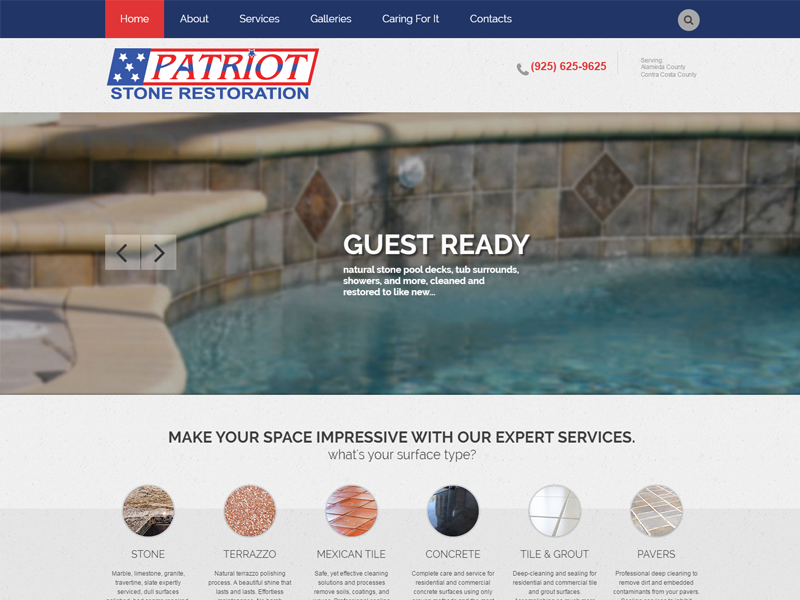 Home About Services Galleries Caring For It Contacts
PATRIOT
STONE RESTORATION
(925) 625-9625
Serving:
Alameda County
Contra Costa County
GUEST READY
natural stone pool decks, tub surrounds,
showers, and more, cleaned and
restored to like new...
MAKE YOUR SPACE IMPRESSIVE WITH OUR EXPERT SERVICES.
what's your surface type?
STONE
Marble, limestone, granite,
travertine, slate expertly
serviced, dull surfaces
TERRAZZO
Natural terrazzo polishing
process. A beautiful shine that
lasts and lasts. Effortless
MEXICAN TILE
Safe, yet effective cleaning
solutions and processes
remove soils, coatings, and
CONCRETE
Complete care and service for
residential and commercial
concrete surfaces using only
TILE & GROUT
Deep-cleaning and sealing for
residential and commercial tile
and grout surfaces.
PAVERS
Professional deep cleaning to
remove dirt and embedded
contaminants from your pavers.